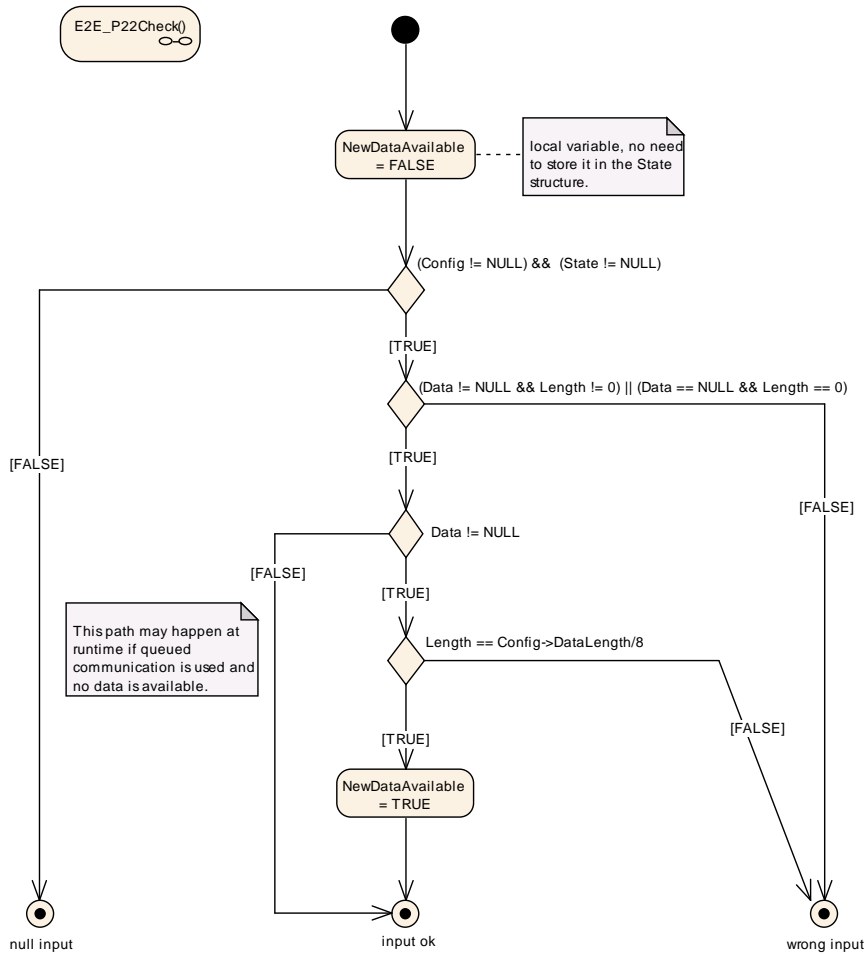 E2E_P22Check()
NewDataAvailable
= FALSE
local variable, no need
to store it in the State
structure.
(Config != NULL) && (State != NULL)
[TRUE]
(Data != NULL && Length != 0) || (Data == NULL && Length == 0)
[TRUE]
[FALSE]
[FALSE]
Data != NULL
[FALSE]
[TRUE]
This path may happen at
runtime if queued
communication is used and
no data is available.
Length == Config->DataLength/8
[FALSE]
[TRUE]
NewDataAvailable
= TRUE
null input
input ok
wrong input